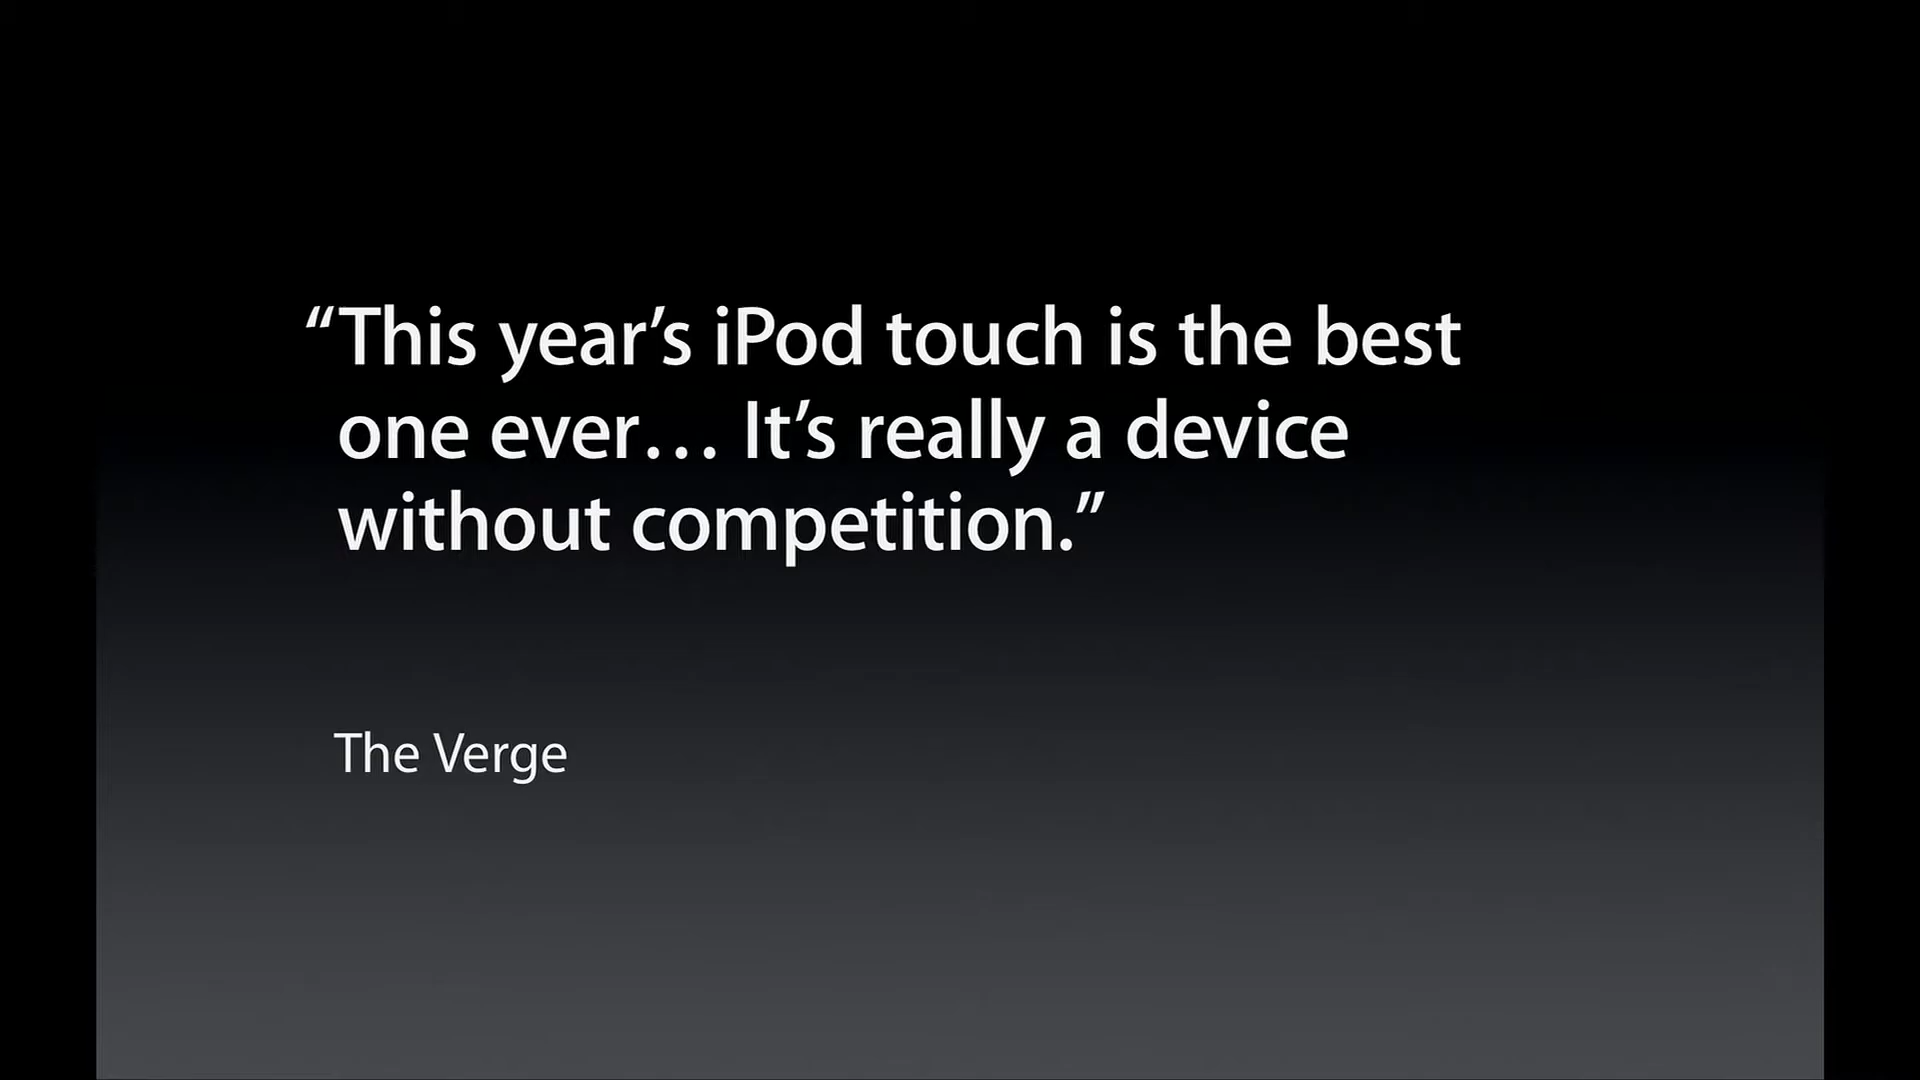 “This year’s iPod touch is the best
one ever… It’s really a device
without competition.”
The Verge